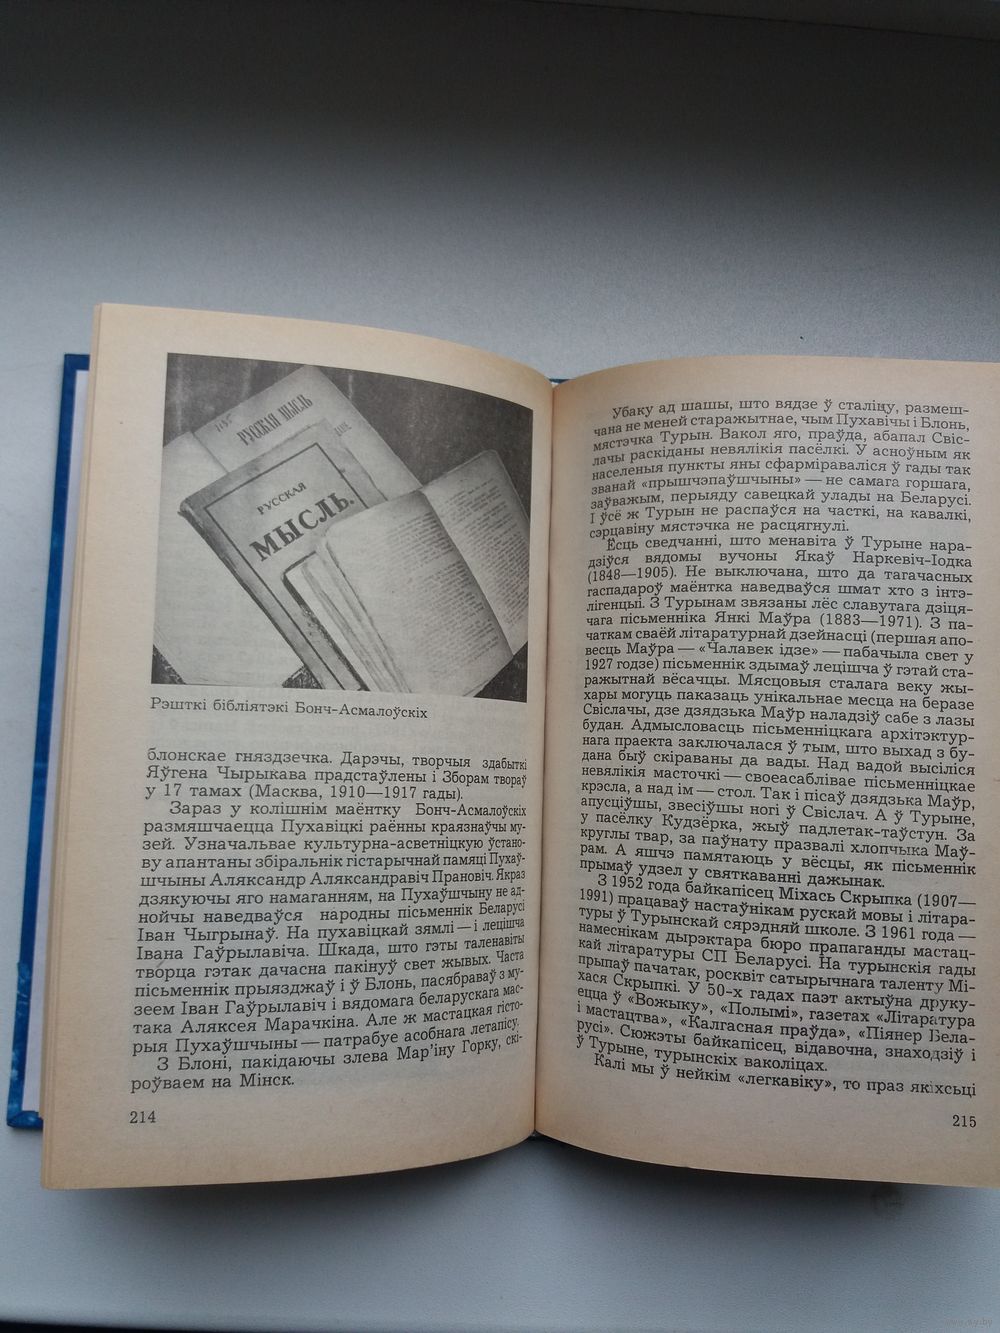 РУССКАЯ МЫСЛЬ
РУССКАЯ
МЫСЛЬ.
Рэшткі бібліятэкі Бонч-Асмалоўскіх
блонскае гняздзечка. Дарэчы, творчыя здабыткі
Яўгена Чырыкава прадстаўлены і Зборам твораў
у 17 тамах (Масква, 1910—1917 гады).
Зараз у колішнім маёнтку Бонч-Асмалоўскіх
размяшчаецца Пухавіцкі раённы краязнаўчы му-
зей. Узначальвае культурна-асветніцкую ўстано-
ву апантаны збіральнік гістарычнай памяці Пухаў-
шчыны Аляксандр Аляксандравіч Прановіч. Якраз
дзякуючы яго намаганням, на Пухаўшчыну не ад-
нойчы наведваўся народны пісьменнік Беларусі
Іван Чыгрынаў. На пухавіцкай зямлі — і лецішча
Івана Гаўрылавіча. Шкада, што гэты таленавіты
творца гэтак дачасна пакінуў свет жывых. Часта
пісьменнік прыязджаў і ў Блонь, пасябраваў з му-
зеем Іван Гаўрылавіч і вядомага беларускага мас-
така Аляксея Марачкіна. Але ж мастацкая гісто-
рыя Пухаўшчыны — патрабуе асобнага летапісу.
З Блоні, пакідаючы злева Мар'іну Горку, скі-
роўваем на Мінск.
214
Убаку ад шашы, што вядзе ў сталіцу, размеш-
чана не меней старажытнае, чым Пухавічы і Блонь,
мястэчка Турын. Вакол яго, праўда, абапал Свіс-
лачы раскіданы невялікія пасёлкі. У асноўным як
населеныя пункты яны сфарміраваліся ў гады так
званай «прышчэпаўшчыны» — не самага горшага,
заўважым, перыяду савецкай улады на Беларусі.
І ўсё ж Турын не распаўся на часткі, на кавалкі,
сэрцавіну мястэчка не расцягнулі.
Ёсць сведчанні, што менавіта ў Турыне нара-
дзіўся вядомы вучоны Якаў Наркевіч-Іодка
(1848—1905). Не выключана, што да тагачасных
гаспадароў маёнтка наведваўся шмат хто з інтэ-
лігенцыі. З Турынам звязаны лёс славутага дзіця-
чага пісьменніка Янкі Маўра (1883—1971). З па-
чаткам сваёй літаратурнай дзейнасці (першая апо-
весць Маўра — «Чалавек ідзе» — пабачыла свет у
1927 годзе) пісьменнік здымаў лецішча ў гэтай ста-
ражытнай вёсачцы. Мясцовыя сталага веку жы-
хары могуць паказаць унікальнае месца на беразе
Свіслачы, дзе дзядзька Маўр наладзіў сабе з лазы
будан. Адмысловасць пісьменніцкага архітэктур-
нага праекта заключалася ў тым, што выхад з бу-
дана быў скіраваны да вады. Над вадой высіліся
невялікія масточкі — своеасаблівае пісьменніцкае
крэсла, а над ім — стол. Так і пісаў дзядзька Маўр,
апусціўшы, звесіўшы ногі ў Свіслач. А ў Турыне,
у пасёлку Кудзёрка, жыў падлетак-таўстун. За
круглы твар, за паўнату празвалі хлопчыка Маў-
рам. А яшчэ памятаюць у вёсцы, як пісьменнік
прымаў удзел у святкаванні дажынак.
З 1952 года байкапісец Міхась Скрыпка (1907—
1991) працаваў настаўнікам рускай мовы і літара-
туры ў Турынскай сярэдняй школе. З 1961 года —
намеснікам дырэктара бюро прапаганды мастац-
кай літаратуры СП Беларусі. На турынскія гады
прыпаў пачатак, росквіт сатырычнага таленту Мі-
хася Скрыпкі. У 50-х гадах паэт актыўна друку-
ецца ў «Вожыку», «Полымі», газетах «Літаратура
і мастацтва», «Калгасная праўда», «Піянер Бела-
русі». Сюжэты байкапісец, відавочна, знаходзіў і
ў Турыне, турынскіх ваколіцах.
Калі мы ў нейкім «легкавіку», то праз якіхсьці
215